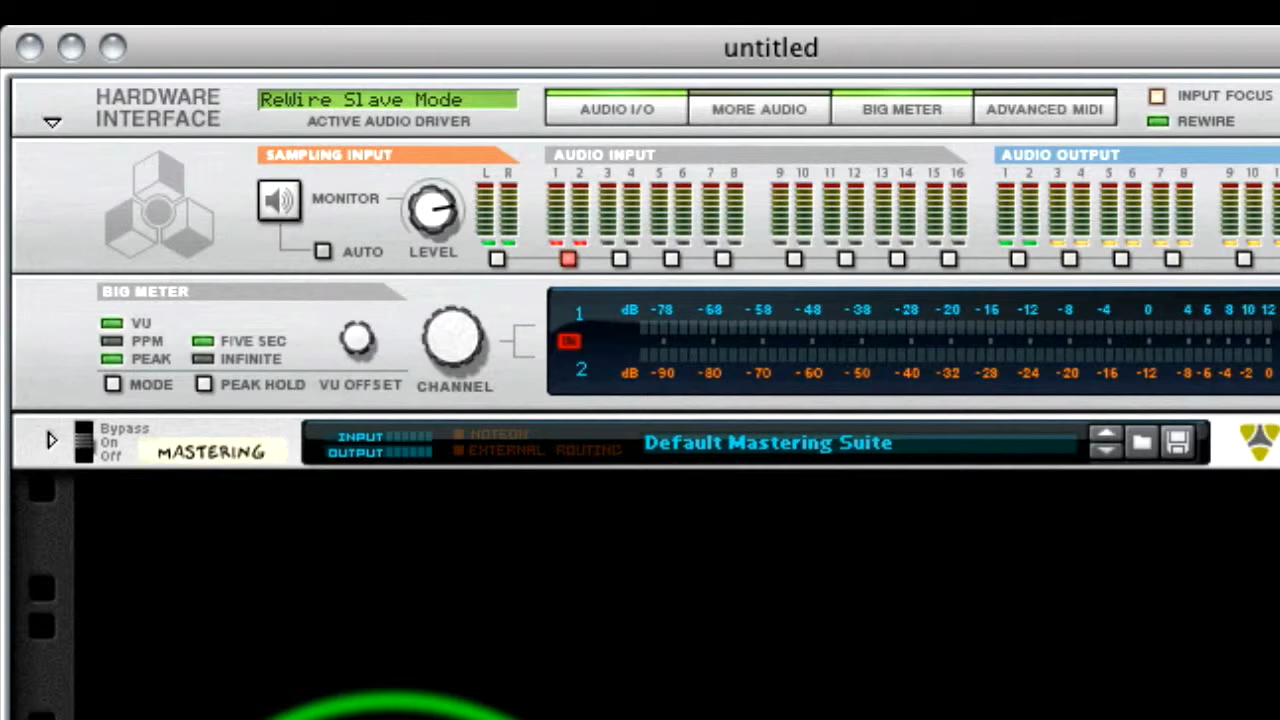 untitled
HARDWARE INTERFACE
ReWire Slave Mode
ACTIVE AUDIO DRIVER
AUDIO I/O
MORE AUDIO
BIG METER
ADVANCED MIDI
INPUT FOCUS
REWIRE
SAMPLING INPUT
AUDIO INPUT
AUDIO OUTPUT
L R
1 2 3 4 5 6 7 8 9 10 11 12 13 14 15 16
1 2 3 4 5 6 7 8 9 10
MONITOR
AUTO
LEVEL
BIG METER
VU
PPM
PEAK
FIVE SEC
INFINITE
MODE
PEAK HOLD
VU OFFSET
CHANNEL
1 dB -78 -68 -58 -48 -38 -28 -20 -16 -12 -8 -4 0 4 6 8 10 12
IN
2 dB -90 -80 -70 -60 -50 -40 -32 -28 -24 -20 -16 -12 -8 -6 -4 -2 0
Bypass
On
Off
MASTERING
INPUT
OUTPUT
NOTEON
EXTERNAL ROUTING
Default Mastering Suite